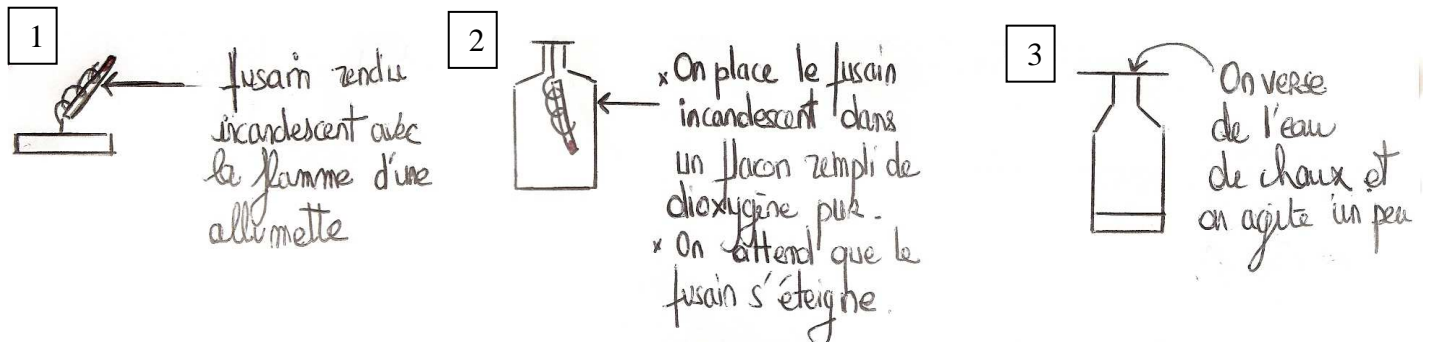 1
fusain rendu
incandescent avec
la flamme d'une
allumette
2
× On place le fusain
incandescent dans
un flacon rempli de
dioxygène pur.
× On attend que le
fusain s'éteigne.
3
On verse
de l'eau
de chaux et
on agite un peu